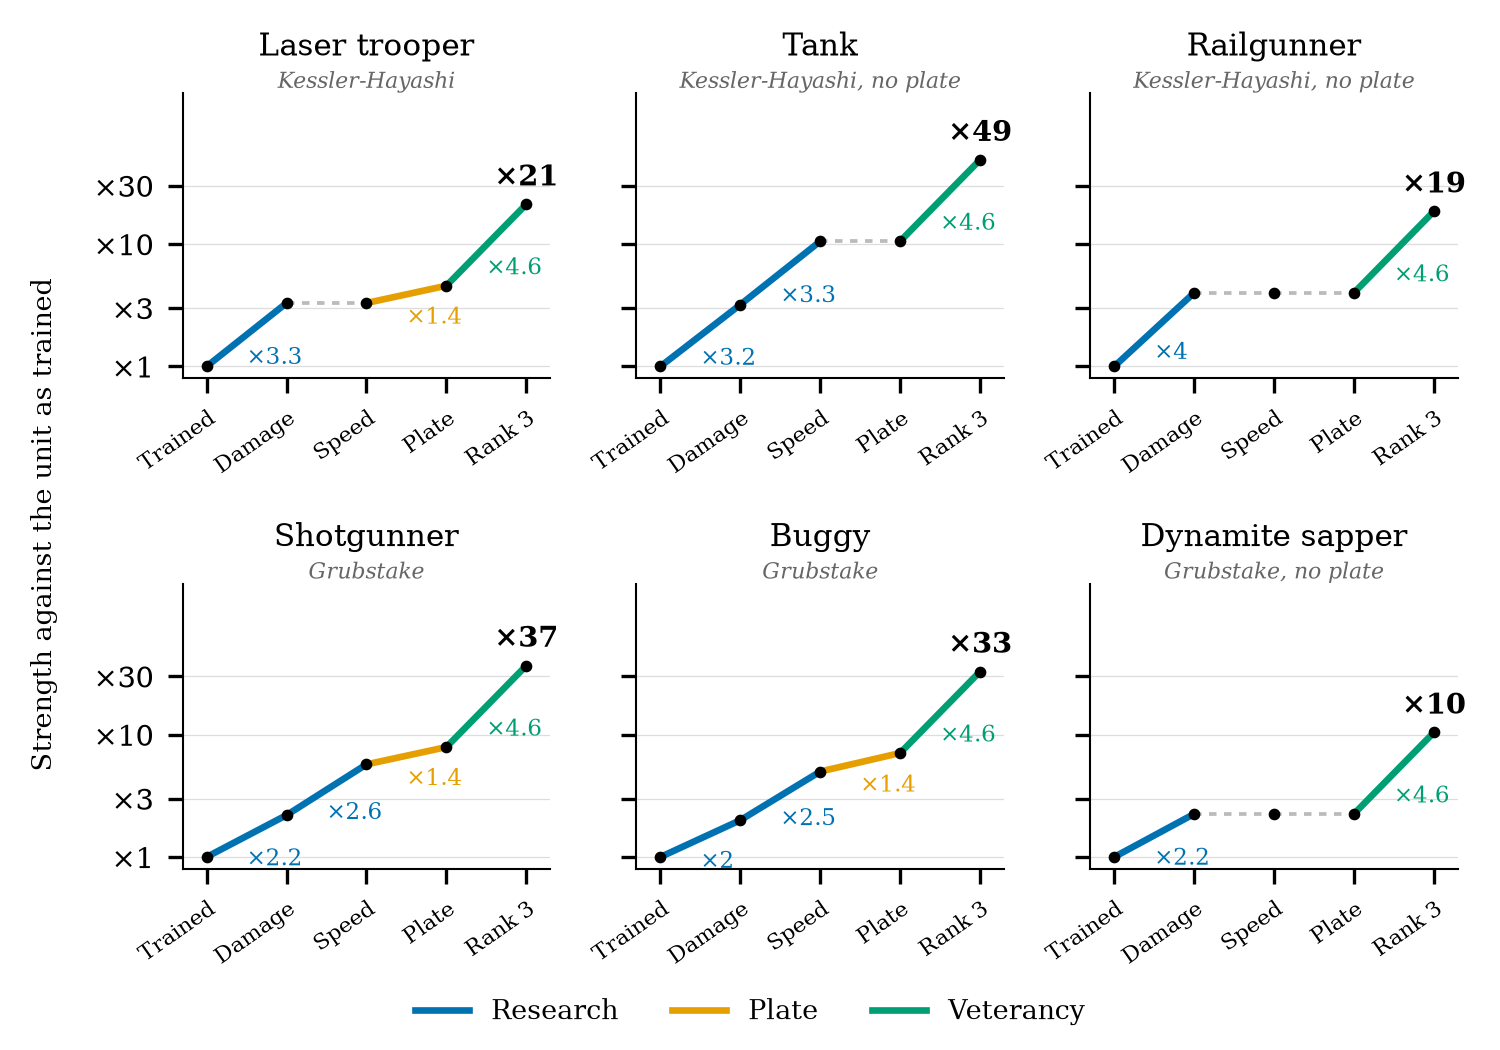 Strength against the unit as trained
Laser trooper
Kessler-Hayashi
×30
×10
×3
×1
×21
×3.3
×1.4
×4.6
Trained
Damage
Speed
Plate
Rank 3
Tank
Kessler-Hayashi, no plate
×49
×3.2
×3.3
×4.6
Trained
Damage
Speed
Plate
Rank 3
Railgunner
Kessler-Hayashi, no plate
×19
×4
×4.6
Trained
Damage
Speed
Plate
Rank 3
Shotgunner
Grubstake
×30
×10
×3
×1
×37
×2.2
×2.6
×1.4
×4.6
Trained
Damage
Speed
Plate
Rank 3
Buggy
Grubstake
×33
×2
×2.5
×1.4
×4.6
Trained
Damage
Speed
Plate
Rank 3
Dynamite sapper
Grubstake, no plate
×10
×2.2
×4.6
Trained
Damage
Speed
Plate
Rank 3
Research
Plate
Veterancy